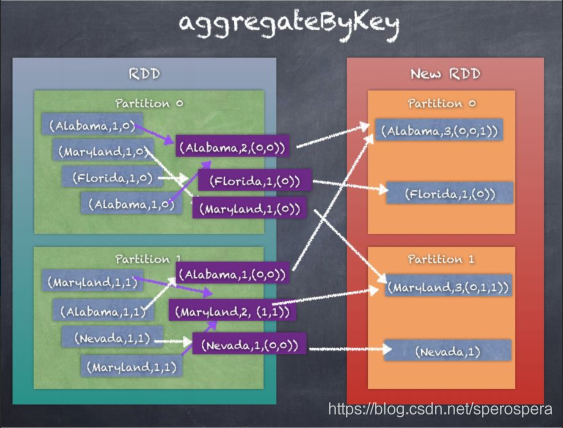 aggregateByKey
RDD
Partition 0
(Alabama,1,0)
(Maryland,1,0)
(Florida,1,0)
(Alabama,1,0)
(Alabama,2,(0,0))
(Florida,1,(0))
(Maryland,1,(0))
Partition 1
(Maryland,1,1)
(Alabama,1,1)
(Nevada,1,1)
(Maryland,1,1)
(Alabama,1,(0,0))
(Maryland,2, (1,1))
(Nevada,1,(0,0))
New RDD
Partition 0
(Alabama,3,(0,0,1))
(Florida,1,(0))
Partition 1
(Maryland,3,(0,1,1))
(Nevada,1)
https://blog.csdn.net/sperospera